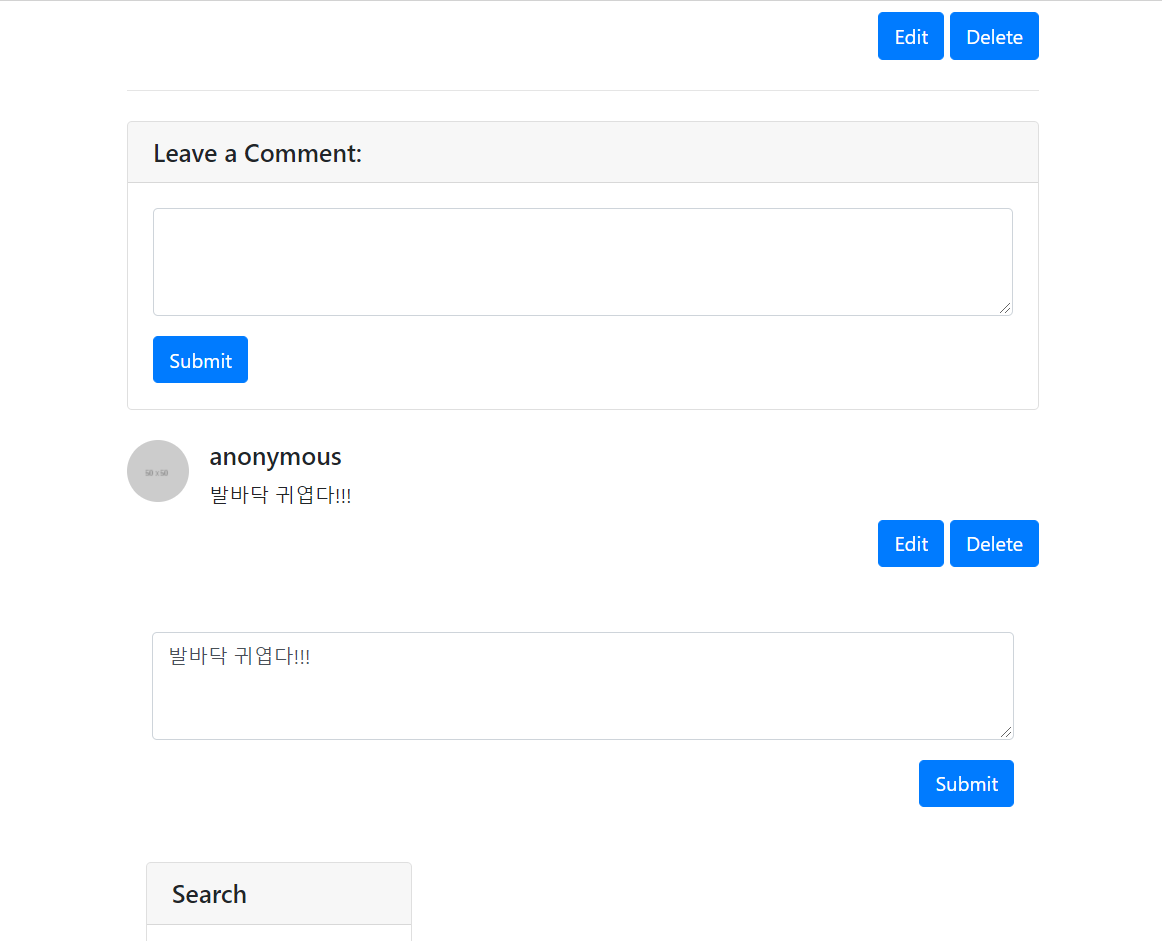 Edit Delete
Leave a Comment:
Submit
50 x 50
anonymous
발바닥 귀엽다!!!
Edit Delete
발바닥 귀엽다!!!
Submit
Search